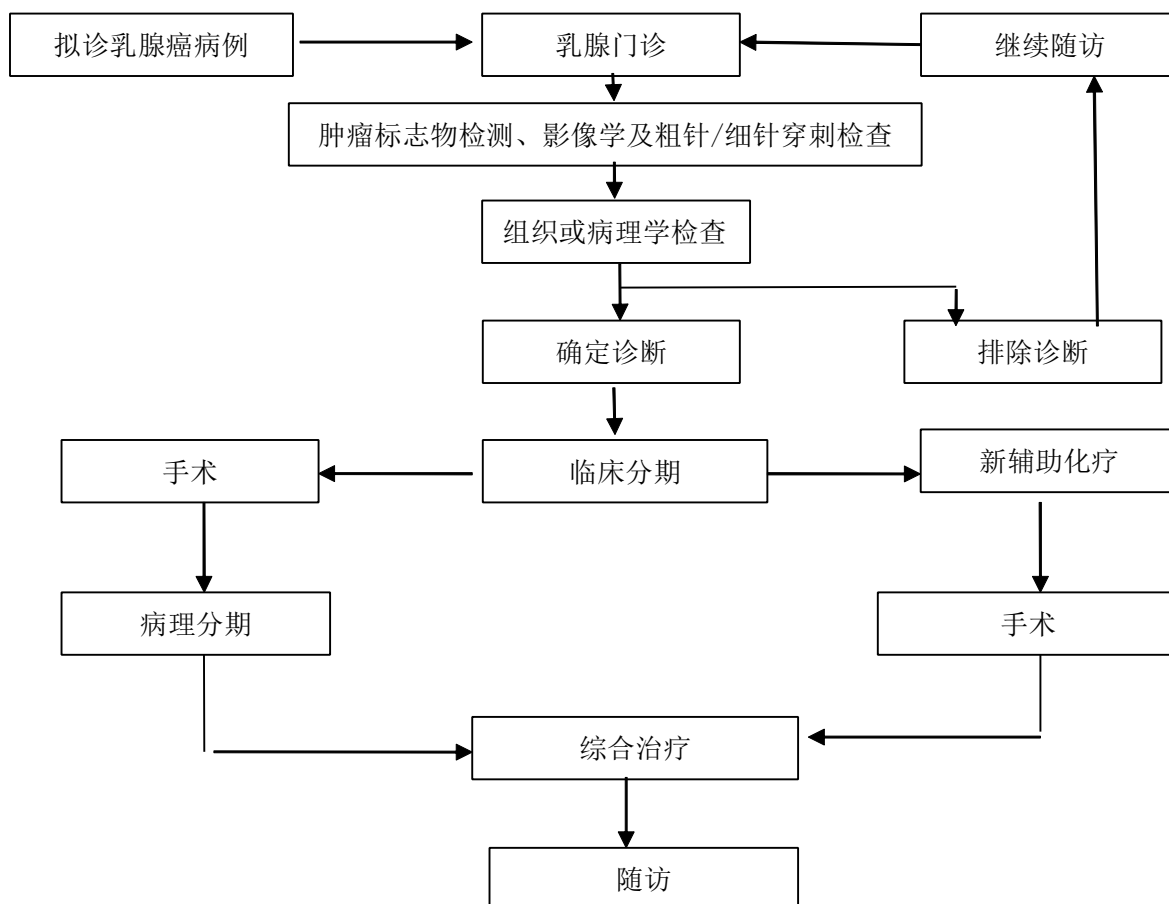 拟诊乳腺癌病例
乳腺门诊
继续随访
肿瘤标志物检测、影像学及粗针/细针穿刺检查
组织或病理学检查
确定诊断
排除诊断
手术
临床分期
新辅助化疗
病理分期
手术
综合治疗
随访